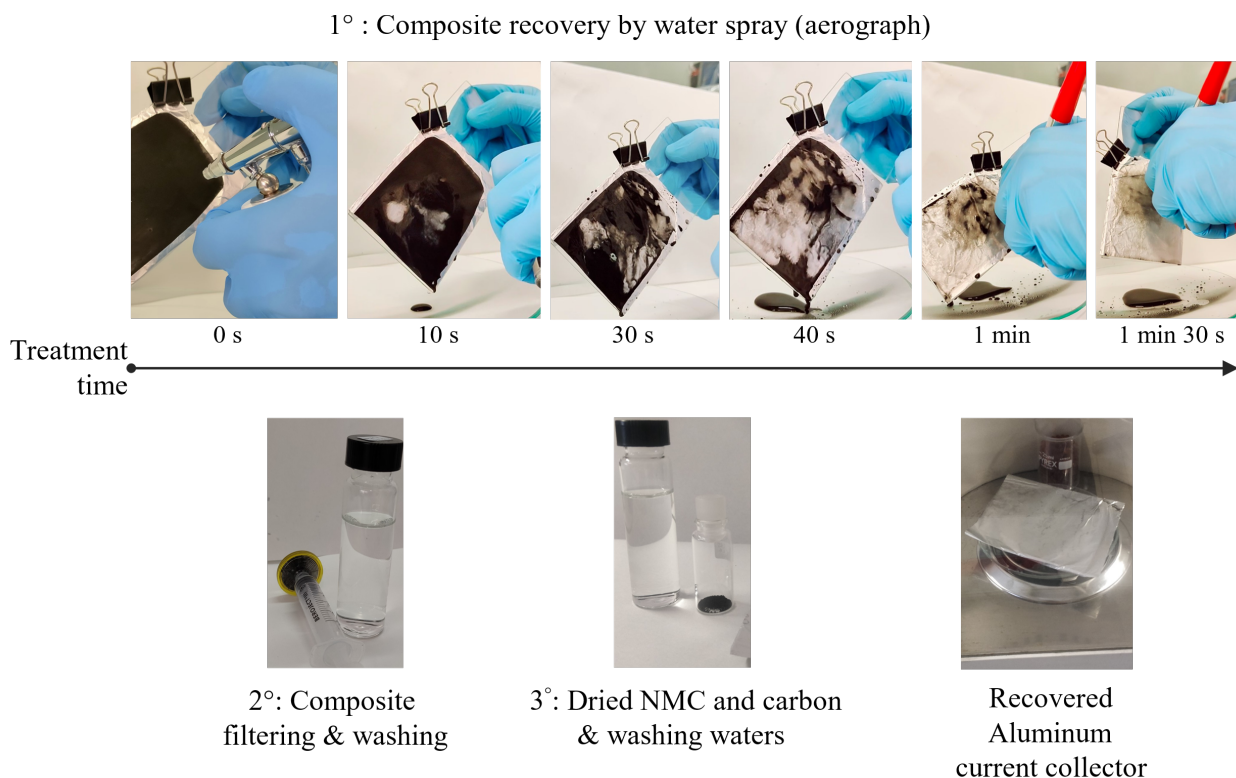 1° : Composite recovery by water spray (aerograph)
0 s
10 s
30 s
40 s
1 min
1 min 30 s
Treatment
time
2°: Composite
filtering & washing
3°: Dried NMC and carbon
& washing waters
Recovered
Aluminum
current collector